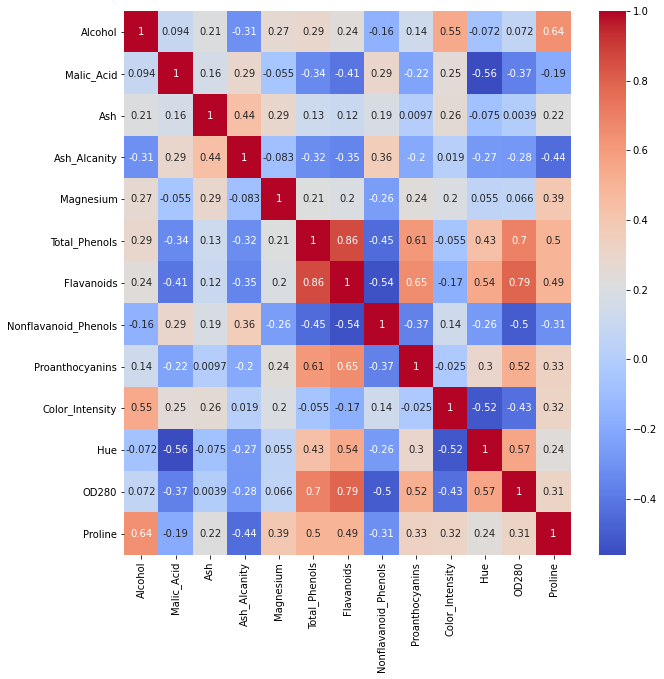 Alcohol 1 0.094 0.21 -0.31 0.27 0.29 0.24 -0.16 0.14 0.55 -0.072 0.072 0.64
Malic_Acid 0.094 1 0.16 0.29 -0.055 -0.34 -0.41 0.29 -0.22 0.25 -0.56 -0.37 -0.19
Ash 0.21 0.16 1 0.44 0.29 0.13 0.12 0.19 0.0097 0.26 -0.075 0.0039 0.22
Ash_Alcanity -0.31 0.29 0.44 1 -0.083 -0.32 -0.35 0.36 -0.2 0.019 -0.27 -0.28 -0.44
Magnesium 0.27 -0.055 0.29 -0.083 1 0.21 0.2 -0.26 0.24 0.2 0.055 0.066 0.39
Total_Phenols 0.29 -0.34 0.13 -0.32 0.21 1 0.86 -0.45 0.61 -0.055 0.43 0.7 0.5
Flavanoids 0.24 -0.41 0.12 -0.35 0.2 0.86 1 -0.54 0.65 -0.17 0.54 0.79 0.49
Nonflavanoid_Phenols -0.16 0.29 0.19 0.36 -0.26 -0.45 -0.54 1 -0.37 0.14 -0.26 -0.5 -0.31
Proanthocyanins 0.14 -0.22 0.0097 -0.2 0.24 0.61 0.65 -0.37 1 -0.025 0.3 0.52 0.33
Color_Intensity 0.55 0.25 0.26 0.019 0.2 -0.055 -0.17 0.14 -0.025 1 -0.52 -0.43 0.32
Hue -0.072 -0.56 -0.075 -0.27 0.055 0.43 0.54 -0.26 0.3 -0.52 1 0.57 0.24
OD280 0.072 -0.37 0.0039 -0.28 0.066 0.7 0.79 -0.5 0.52 -0.43 0.57 1 0.31
Proline 0.64 -0.19 0.22 -0.44 0.39 0.5 0.49 -0.31 0.33 0.32 0.24 0.31 1
Alcohol
Malic_Acid
Ash
Ash_Alcanity
Magnesium
Total_Phenols
Flavanoids
Nonflavanoid_Phenols
Proanthocyanins
Color_Intensity
Hue
OD280
Proline
1.0
0.8
0.6
0.4
0.2
0.0
−0.2
−0.4